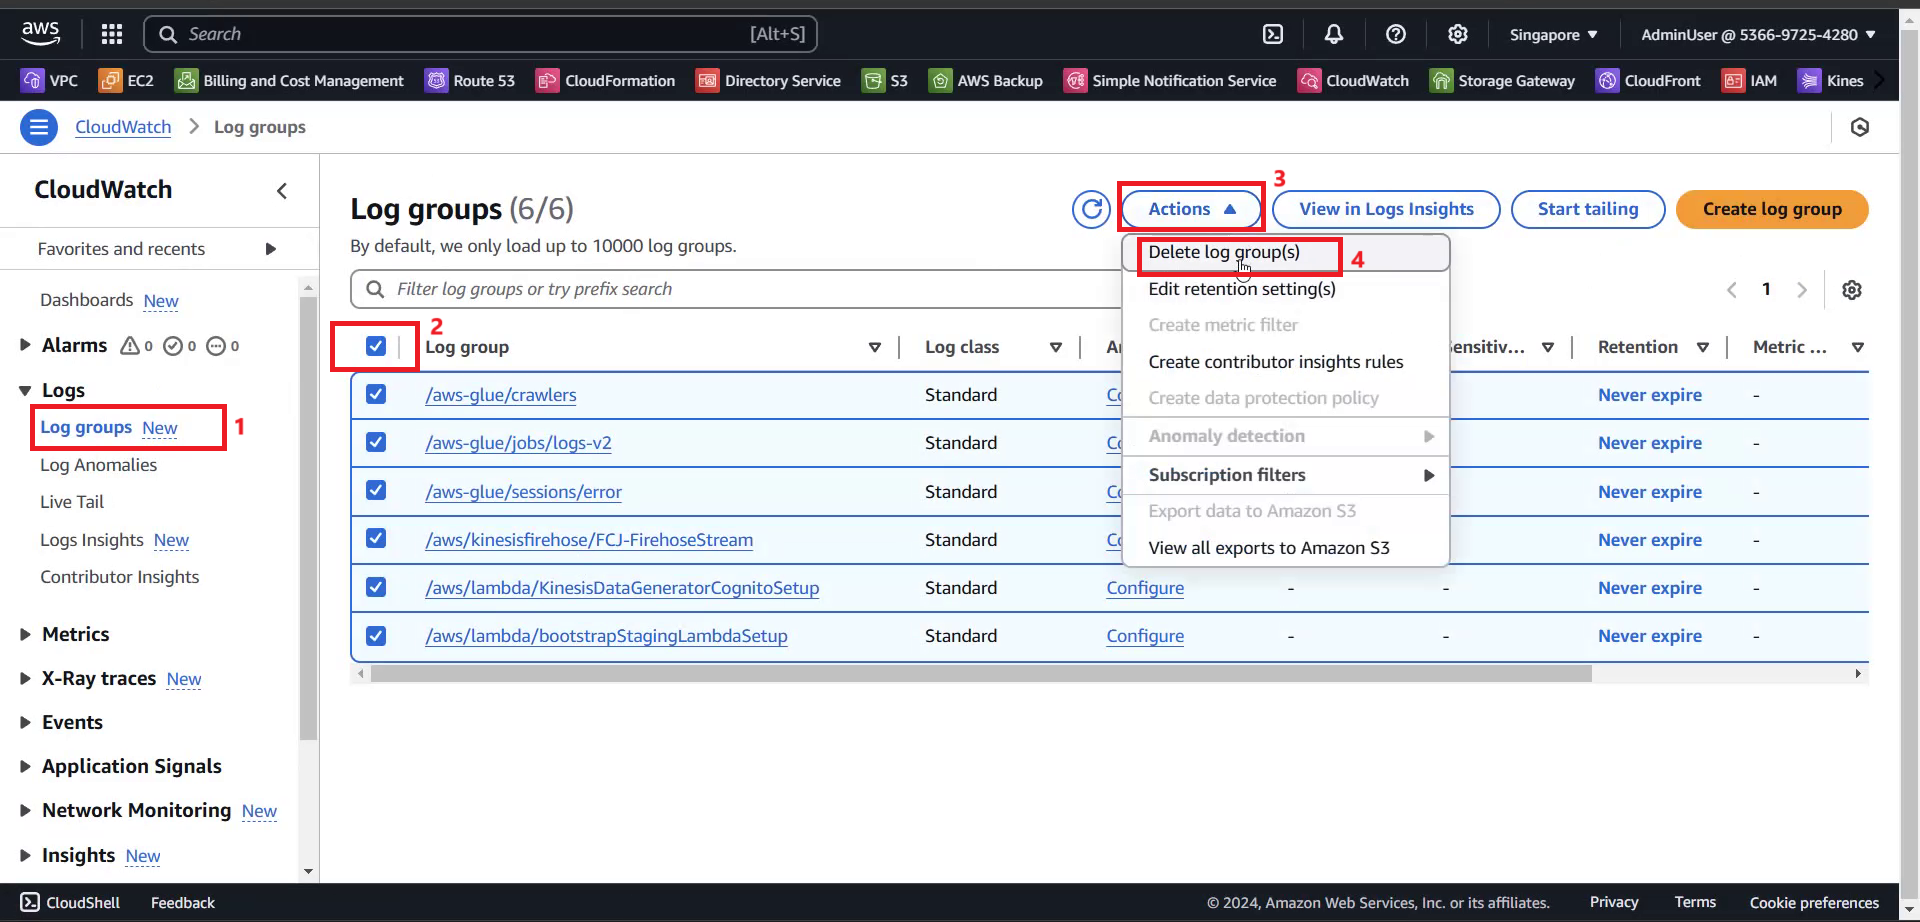 aws
Search [Alt+S]
Singapore ▼
AdminUser @ 5366-9725-4280 ▼
VPC EC2 Billing and Cost Management Route 53 CloudFormation Directory Service S3 AWS Backup Simple Notification Service CloudWatch Storage Gateway CloudFront IAM Kines
CloudWatch > Log groups
CloudWatch
Favorites and recents
Dashboards New
Alarms 0 0 0
Logs
Log groups New 1
Log Anomalies
Live Tail
Logs Insights New
Contributor Insights
Metrics
X-Ray traces New
Events
Application Signals
Network Monitoring New
Insights New
Log groups (6/6)
By default, we only load up to 10000 log groups.
Actions 3
View in Logs Insights
Start tailing
Create log group
Filter log groups or try prefix search
1
Delete log group(s) 4
Edit retention setting(s)
Create metric filter
Create contributor insights rules
Create data protection policy
Anomaly detection
Subscription filters
Export data to Amazon S3
View all exports to Amazon S3
2
Log group Log class Retention Metric ...
/aws-glue/crawlers Standard Never expire -
/aws-glue/jobs/logs-v2 Standard Never expire -
/aws-glue/sessions/error Standard Never expire -
/aws/kinesisfirehose/FCJ-FirehoseStream Standard Never expire -
/aws/lambda/KinesisDataGeneratorCognitoSetup Standard Configure - - Never expire -
/aws/lambda/bootstrapStagingLambdaSetup Standard Configure - - Never expire -
CloudShell Feedback © 2024, Amazon Web Services, Inc. or its affiliates. Privacy Terms Cookie preferences